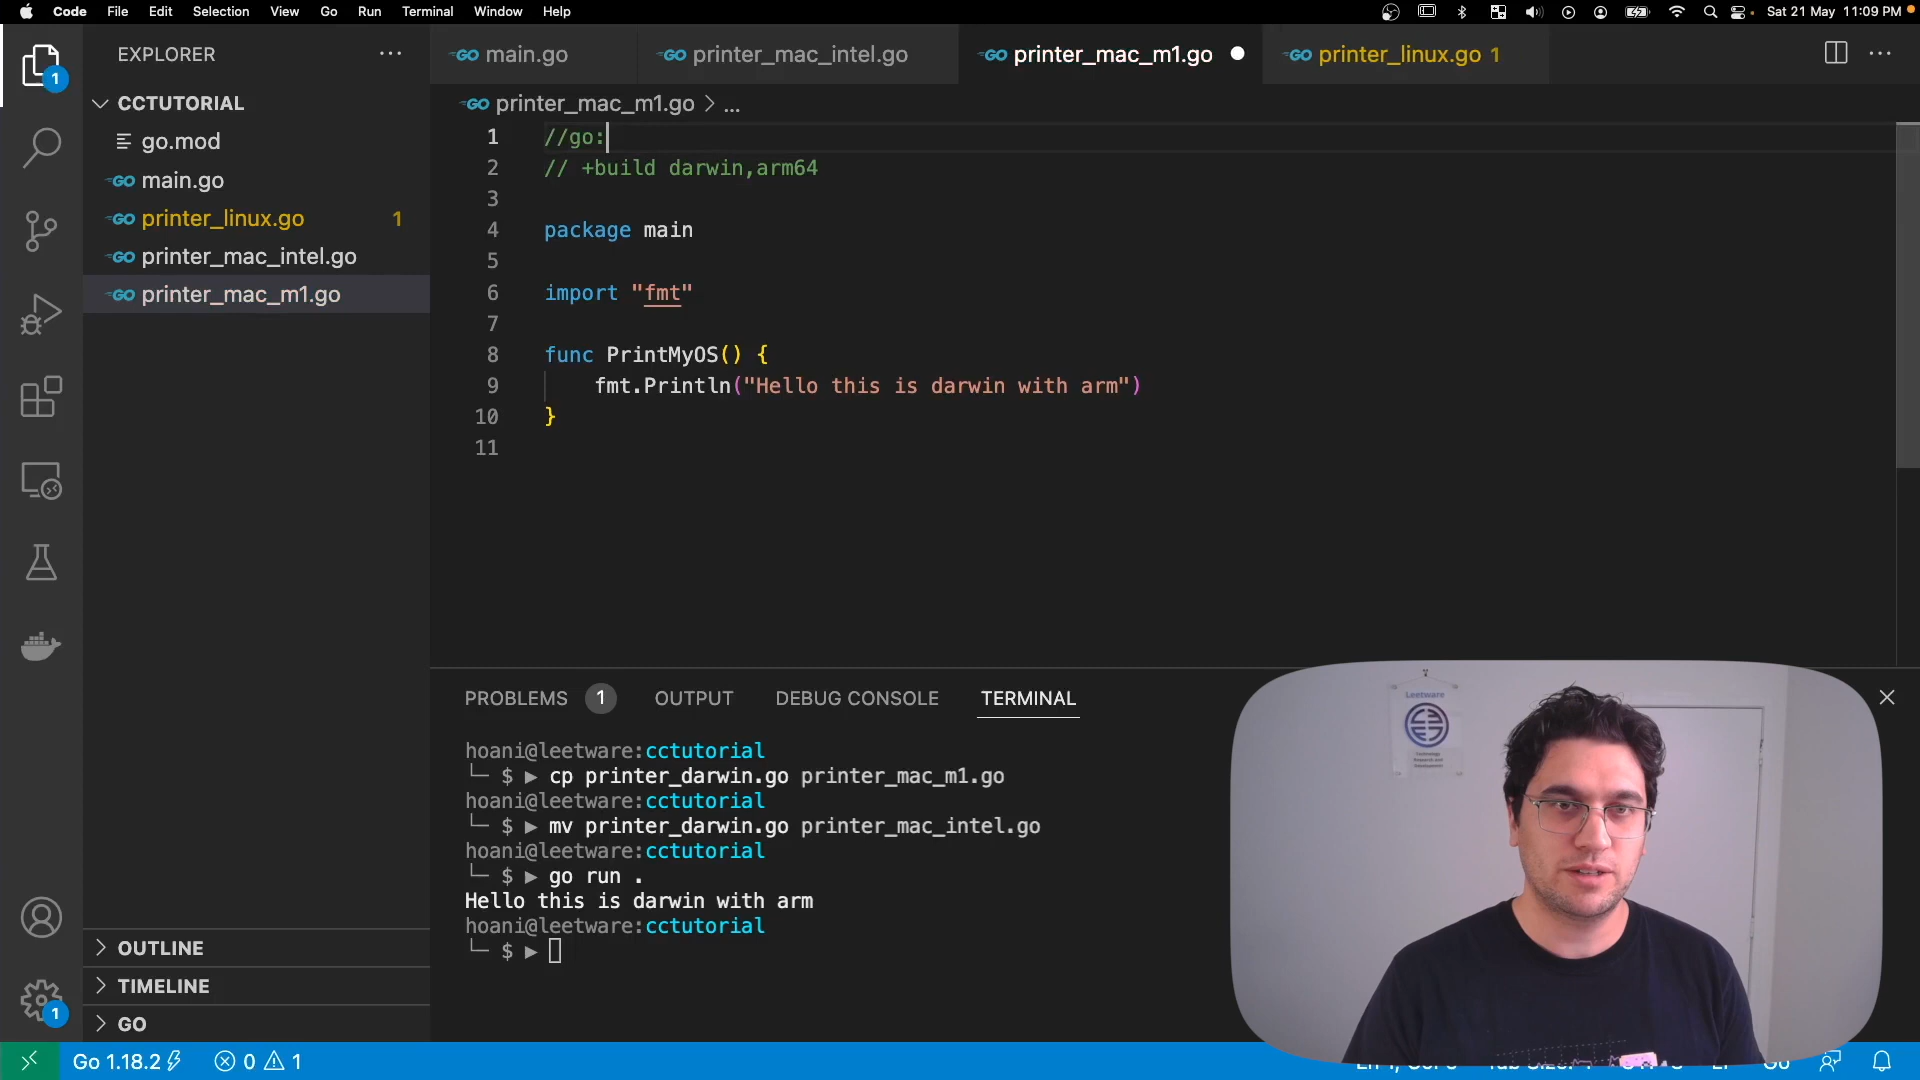 Code File Edit Selection View Go Run Terminal Window Help Sat 21 May 11:09 PM
EXPLORER
main.go printer_mac_intel.go printer_mac_m1.go printer_linux.go 1
CCTUTORIAL
go.mod
main.go
printer_linux.go 1
printer_mac_intel.go
printer_mac_m1.go
OUTLINE
TIMELINE
GO
printer_mac_m1.go > ...
1 //go:
2 // +build darwin,arm64
3
4 package main
5
6 import "fmt"
7
8 func PrintMyOS() {
9 fmt.Println("Hello this is darwin with arm")
10 }
11
PROBLEMS 1 OUTPUT DEBUG CONSOLE TERMINAL
hoani@leetware:cctutorial
└─ $ ▶ cp printer_darwin.go printer_mac_m1.go
hoani@leetware:cctutorial
└─ $ ▶ mv printer_darwin.go printer_mac_intel.go
hoani@leetware:cctutorial
└─ $ ▶ go run .
Hello this is darwin with arm
hoani@leetware:cctutorial
└─ $ ▶
Leetware
1
1
Go 1.18.2 0 1